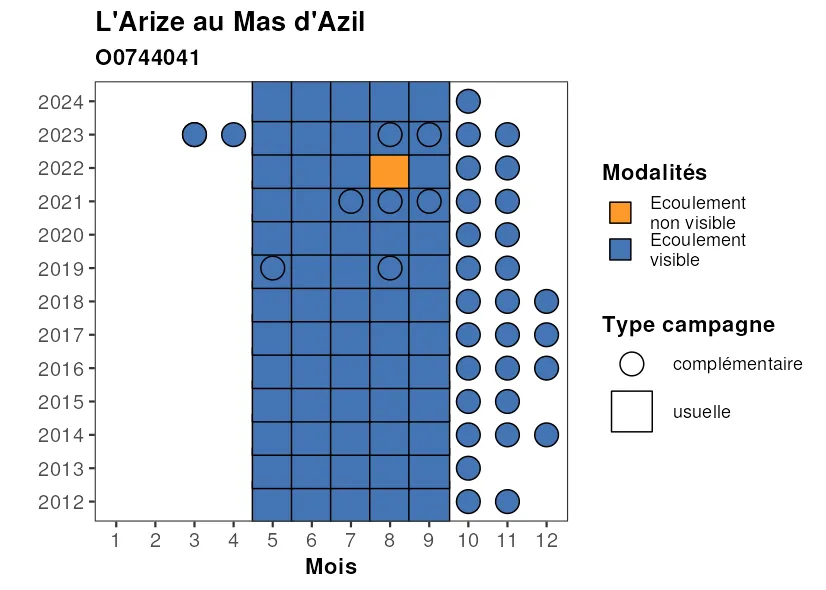 L'Arize au Mas d'Azil
O0744041
2024
2023
2022
2021
2020
2019
2018
2017
2016
2015
2014
2013
2012
1 2 3 4 5 6 7 8 9 10 11 12
Mois
Modalités
Ecoulement
non visible
Ecoulement
visible
Type campagne
complémentaire
usuelle